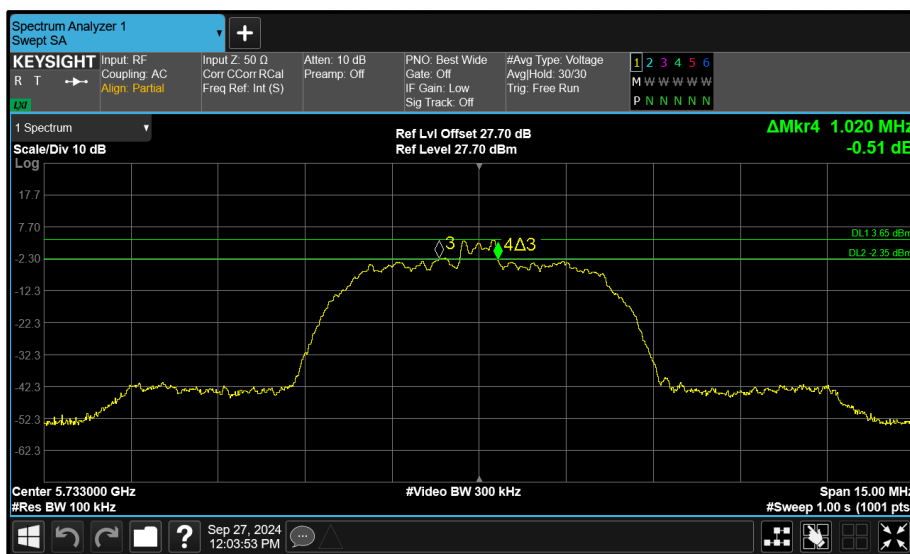 Spectrum Analyzer 1
Swept SA
+
KEYSIGHT
R T
LXI
Input: RF
Coupling: AC
Align: Partial
Input Z: 50 Ω
Corr CCorr RCal
Freq Ref: Int (S)
Atten: 10 dB
Preamp: Off
PNO: Best Wide
Gate: Off
IF Gain: Low
Sig Track: Off
#Avg Type: Voltage
Avg|Hold: 30/30
Trig: Free Run
1 2 3 4 5 6
M W W W W W
P N N N N N
1 Spectrum
Scale/Div 10 dB
Log
Ref Lvl Offset 27.70 dB
Ref Level 27.70 dBm
ΔMkr4 1.020 MHz
-0.51 dB
17.7
7.70
-2.30
-12.3
-22.3
-32.3
-42.3
-52.3
-62.3
3
4Δ3
DL1 3.65 dBm
DL2 -2.35 dBm
Center 5.733000 GHz
#Res BW 100 kHz
#Video BW 300 kHz
Span 15.00 MHz
#Sweep 1.00 s (1001 pts
?
Sep 27, 2024
12:03:53 PM